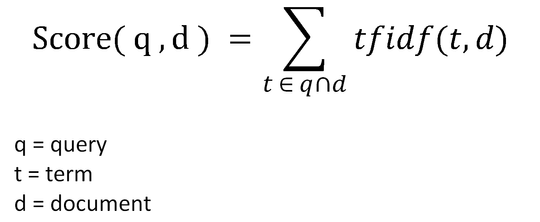 Score( q , d ) = ∑ tfidf(t, d)
t ∈ q∩d
q = query
t = term
d = document